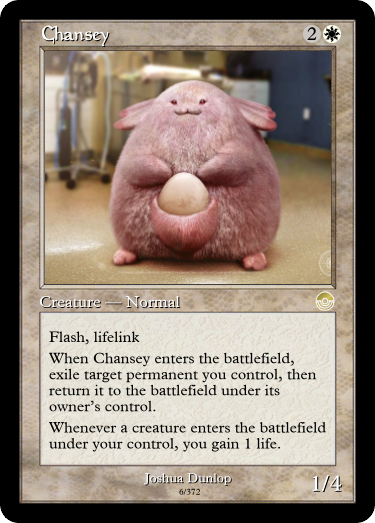 Chansey 2
Creature — Normal
Flash, lifelink
When Chansey enters the battlefield,
exile target permanent you control, then
return it to the battlefield under its
owner's control.
Whenever a creature enters the battlefield
under your control, you gain 1 life.
Joshua Dunlop
6/372
1/4